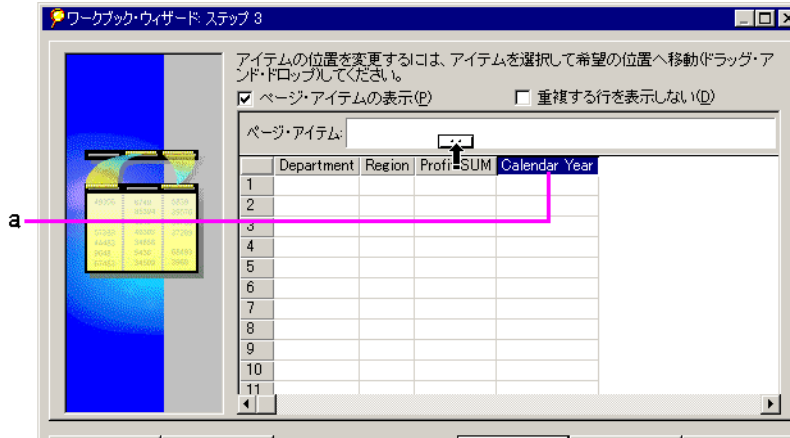 ワークブック・ウィザード: ステップ 3
アイテムの位置を変更するには、アイテムを選択して希望の位置へ移動(ドラッグ・ア
ンド・ドロップ)してください。
ページ・アイテムの表示(P)
重複する行を表示しない(D)
ページ・アイテム:
Department Region Profit SUM Calendar Year
1
2
a
3
4
5
6
7
8
9
10
11